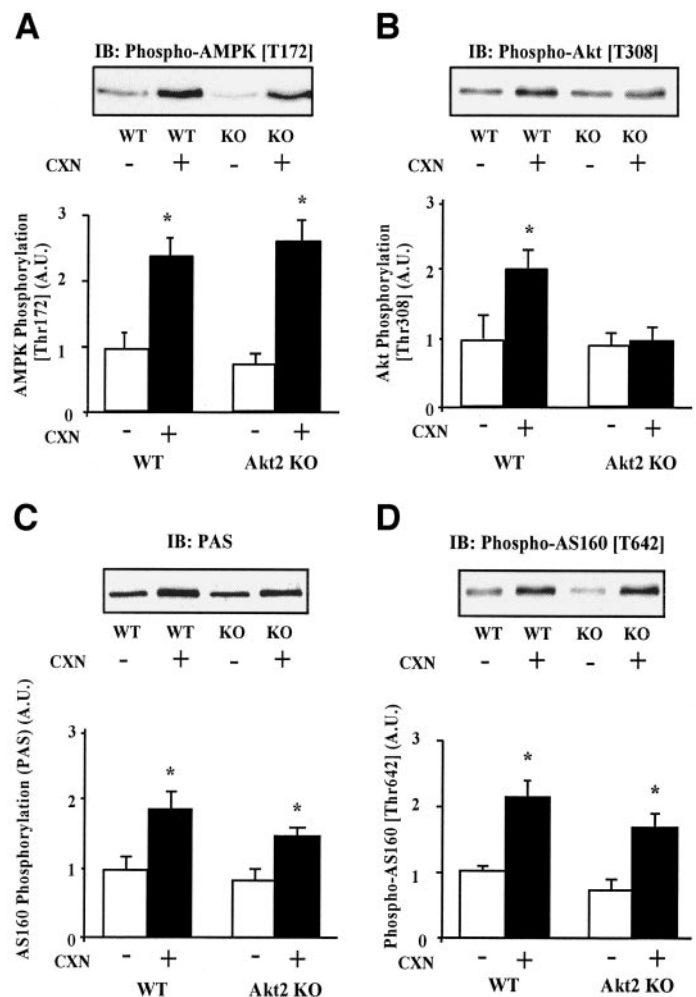 A
IB: Phospho-AMPK [T172]
WT WT KO KO
CXN - + - +
AMPK Phosphorylation
[Thr172] (A.U.)
3
2
1
0
CXN - + - +
WT Akt2 KO
* *
B
IB: Phospho-Akt [T308]
WT WT KO KO
CXN - + - +
Akt Phosphorylation
[Thr308] (A.U.)
3
2
1
0
*
CXN - + - +
WT Akt2 KO
C
IB: PAS
WT WT KO KO
CXN - + - +
AS160 Phosphorylation (PAS) (A.U.)
3
2
1
0
* *
CXN - + - +
WT Akt2 KO
D
IB: Phospho-AS160 [T642]
WT WT KO KO
CXN - + - +
Phospho-AS160 [Thr642] (A.U.)
3
2
1
0
* *
CXN - + - +
WT Akt2 KO